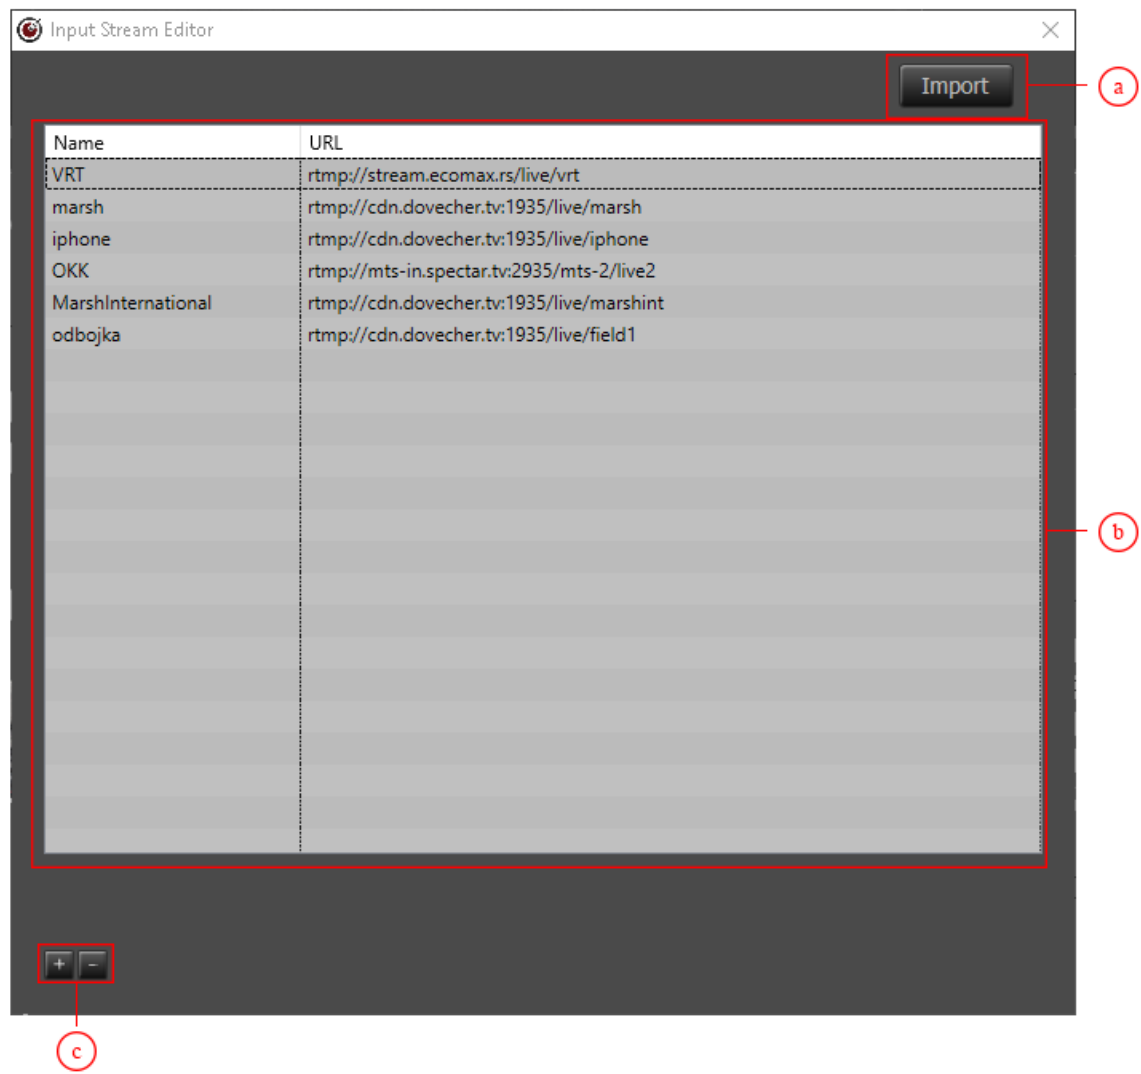 Input Stream Editor
Import
a
Name URL
VRT rtmp://stream.ecomax.rs/live/vrt
marsh rtmp://cdn.dovecher.tv:1935/live/marsh
iphone rtmp://cdn.dovecher.tv:1935/live/iphone
OKK rtmp://mts-in.spectar.tv:2935/mts-2/live2
MarshInternational rtmp://cdn.dovecher.tv:1935/live/marshint
odbojka rtmp://cdn.dovecher.tv:1935/live/field1
b
+ -
c